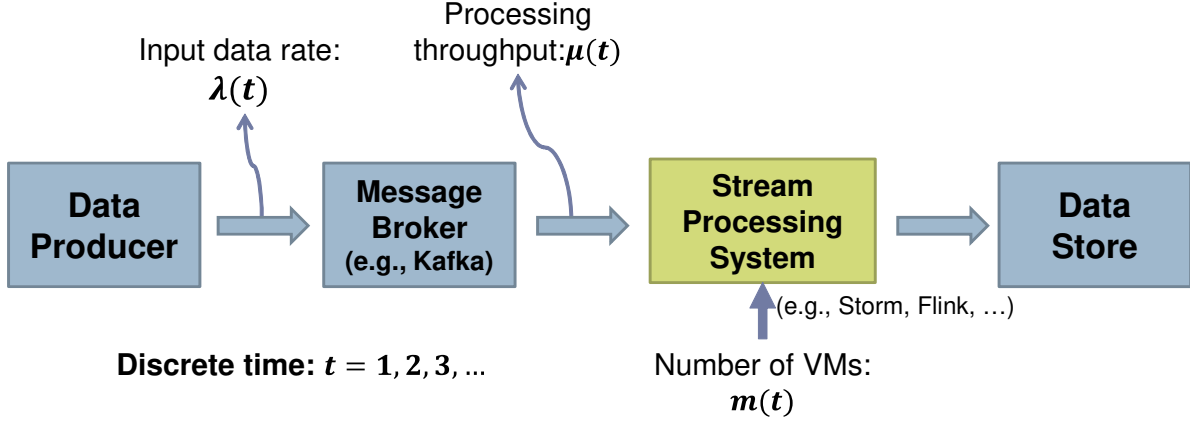 Input data rate:
λ(t)
Processing
throughput:μ(t)
Data
Producer
Message
Broker
(e.g., Kafka)
Stream
Processing
System
Data
Store
(e.g., Storm, Flink, …)
Discrete time: t = 1, 2, 3, …
Number of VMs:
m(t)